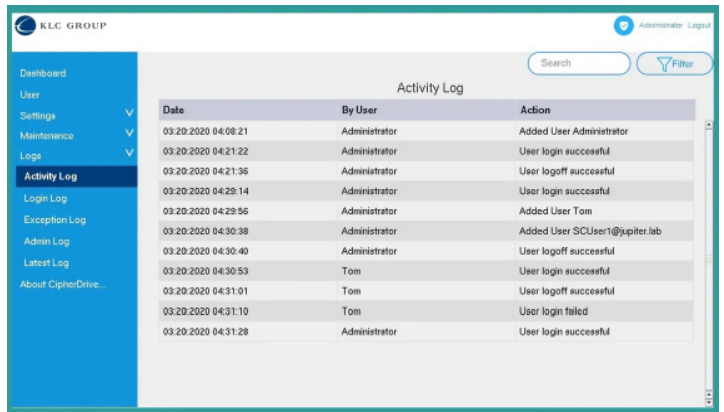 KLC GROUP
Administrator Logout
Search
Filter
Dashboard
User
Settings
Maintenance
Logs
Activity Log
Login Log
Exception Log
Admin Log
Latest Log
About CipherDrive...
Activity Log
Date By User Action
03:20:2020 04:08:21 Administrator Added User Administrator
03:20:2020 04:21:22 Administrator User login successful
03:20:2020 04:21:36 Administrator User logoff successful
03:20:2020 04:29:14 Administrator User login successful
03:20:2020 04:29:56 Administrator Added User Tom
03:20:2020 04:30:38 Administrator Added User SCUser1@jupiter.lab
03:20:2020 04:30:40 Administrator User logoff successful
03:20:2020 04:30:53 Tom User login successful
03:20:2020 04:31:01 Tom User logoff successful
03:20:2020 04:31:10 Tom User login failed
03:20:2020 04:31:28 Administrator User login successful